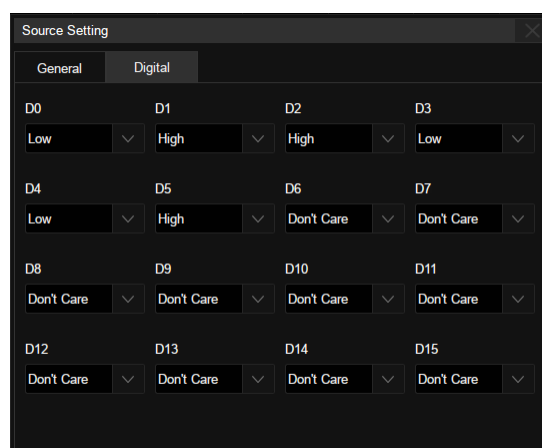 Source Setting
General Digital
D0 D1 D2 D3
Low High High Low
D4 D5 D6 D7
Low High Don't Care Don't Care
D8 D9 D10 D11
Don't Care Don't Care Don't Care Don't Care
D12 D13 D14 D15
Don't Care Don't Care Don't Care Don't Care